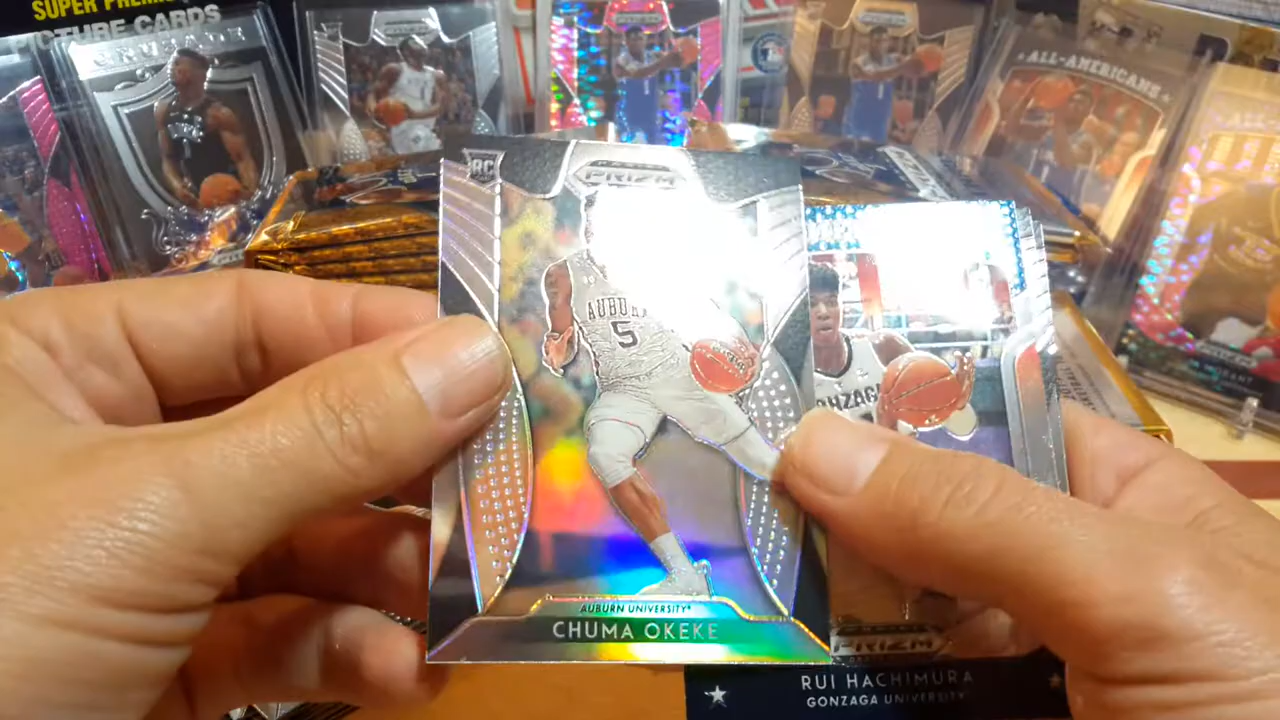 SUPER PREMIUM
PICTURE CARDS
CRUSADE
ALL-AMERICANS
RC
PRIZM
AUBURN
5
GONZAGA
AUBURN UNIVERSITY
CHUMA OKEKE
PRIZM
RUI HACHIMURA
GONZAGA UNIVERSITY